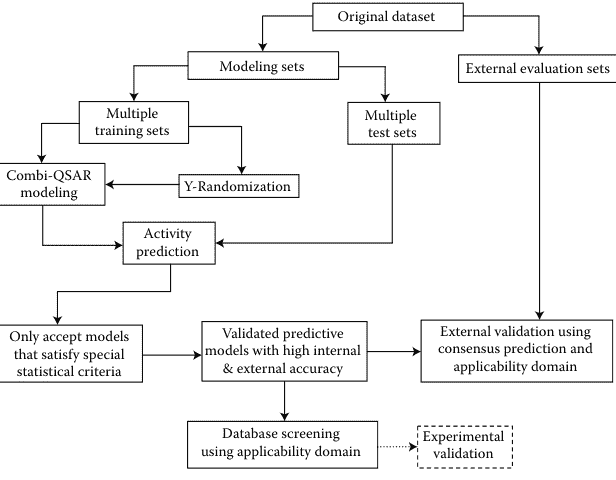 Original dataset
Modeling sets
External evaluation sets
Multiple
training sets
Multiple
test sets
Combi-QSAR
modeling
Y-Randomization
Activity
prediction
Only accept models
that satisfy special
statistical criteria
Validated predictive
models with high internal
& external accuracy
External validation using
consensus prediction and
applicability domain
Database screening
using applicability domain
Experimental
validation